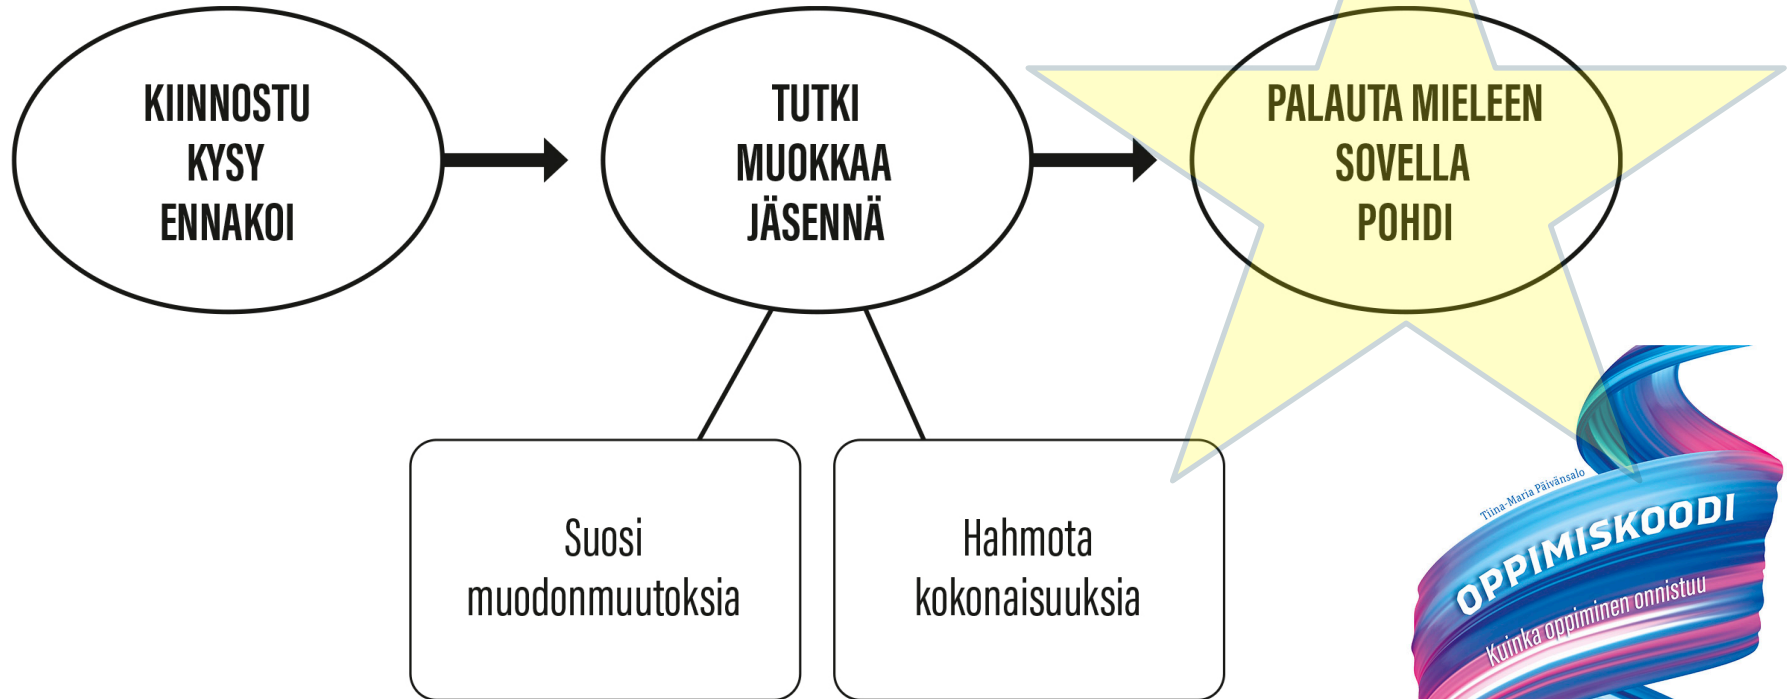 KIINNOSTU
KYSY
ENNAKOI
TUTKI
MUOKKAA
JÄSENNÄ
PALAUTA MIELEEN
SOVELLA
POHDI
Suosi
muodonmuutoksia
Hahmota
kokonaisuuksia
Tiina-Maria Päivänsalo
OPPIMISKOODI
Kuinka oppiminen onnistuu